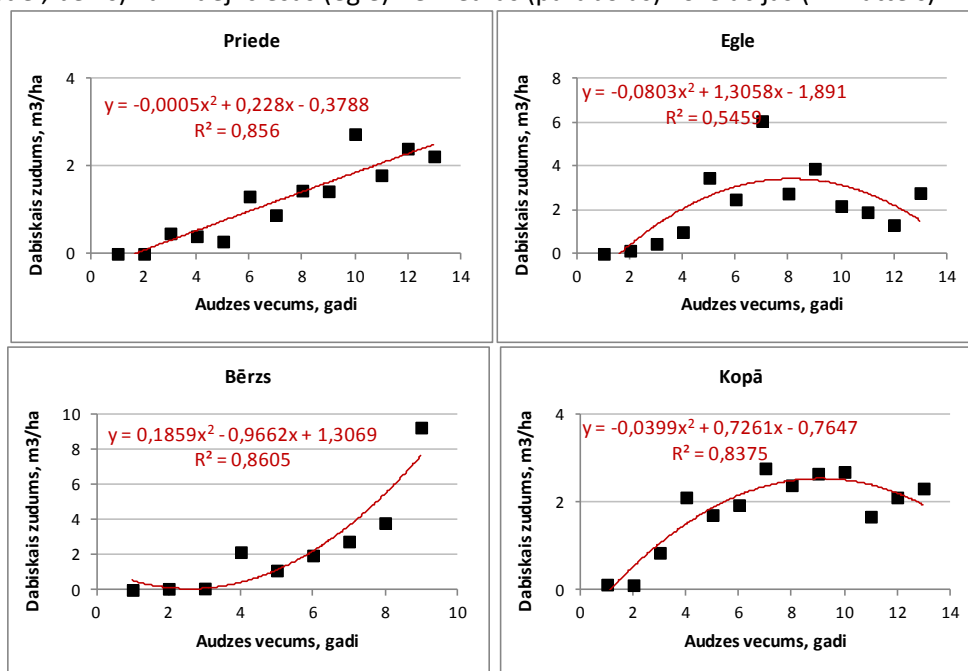 (egle)
Priede
Dabiskais zudums, m3/ha
4
2
0
y = -0,0005x² + 0,228x - 0,3788
R² = 0,856
0 2 4 6 8 10 12 14
Audzes vecums, gadi
Egle
Dabiskais zudums, m3/ha
8
6
4
2
0
y = -0,0803x² + 1,3058x - 1,891
R² = 0,5459
0 2 4 6 8 10 12 14
Audzes vecums, gadi
Bērzs
Dabiskais zudums, m3/ha
10
8
6
4
2
0
y = 0,1859x² - 0,9662x + 1,3069
R² = 0,8605
0 2 4 6 8 10
Audzes vecums, gadi
Kopā
Dabiskais zudums, m3/ha
4
2
0
y = -0,0399x² + 0,7261x - 0,7647
R² = 0,8375
0 2 4 6 8 10 12 14
Audzes vecums, gadi